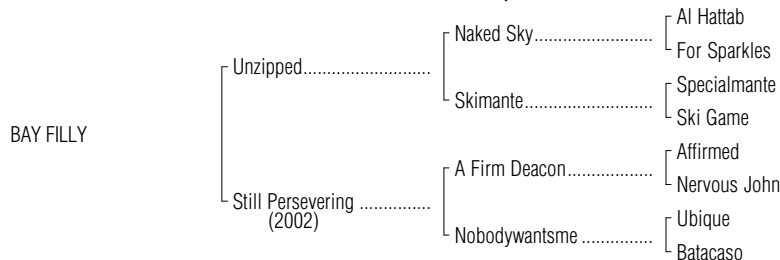 Al Hattab
Naked Sky..............................
For Sparkles
Unzipped..........................
Specialmante
Skimante................................
Ski Game
BAY FILLY
Affirmed
A Firm Deacon.....................
Nervous John
Still Persevering ...............
(2002)
Ubique
Nobodywantsme ..................
Batacaso